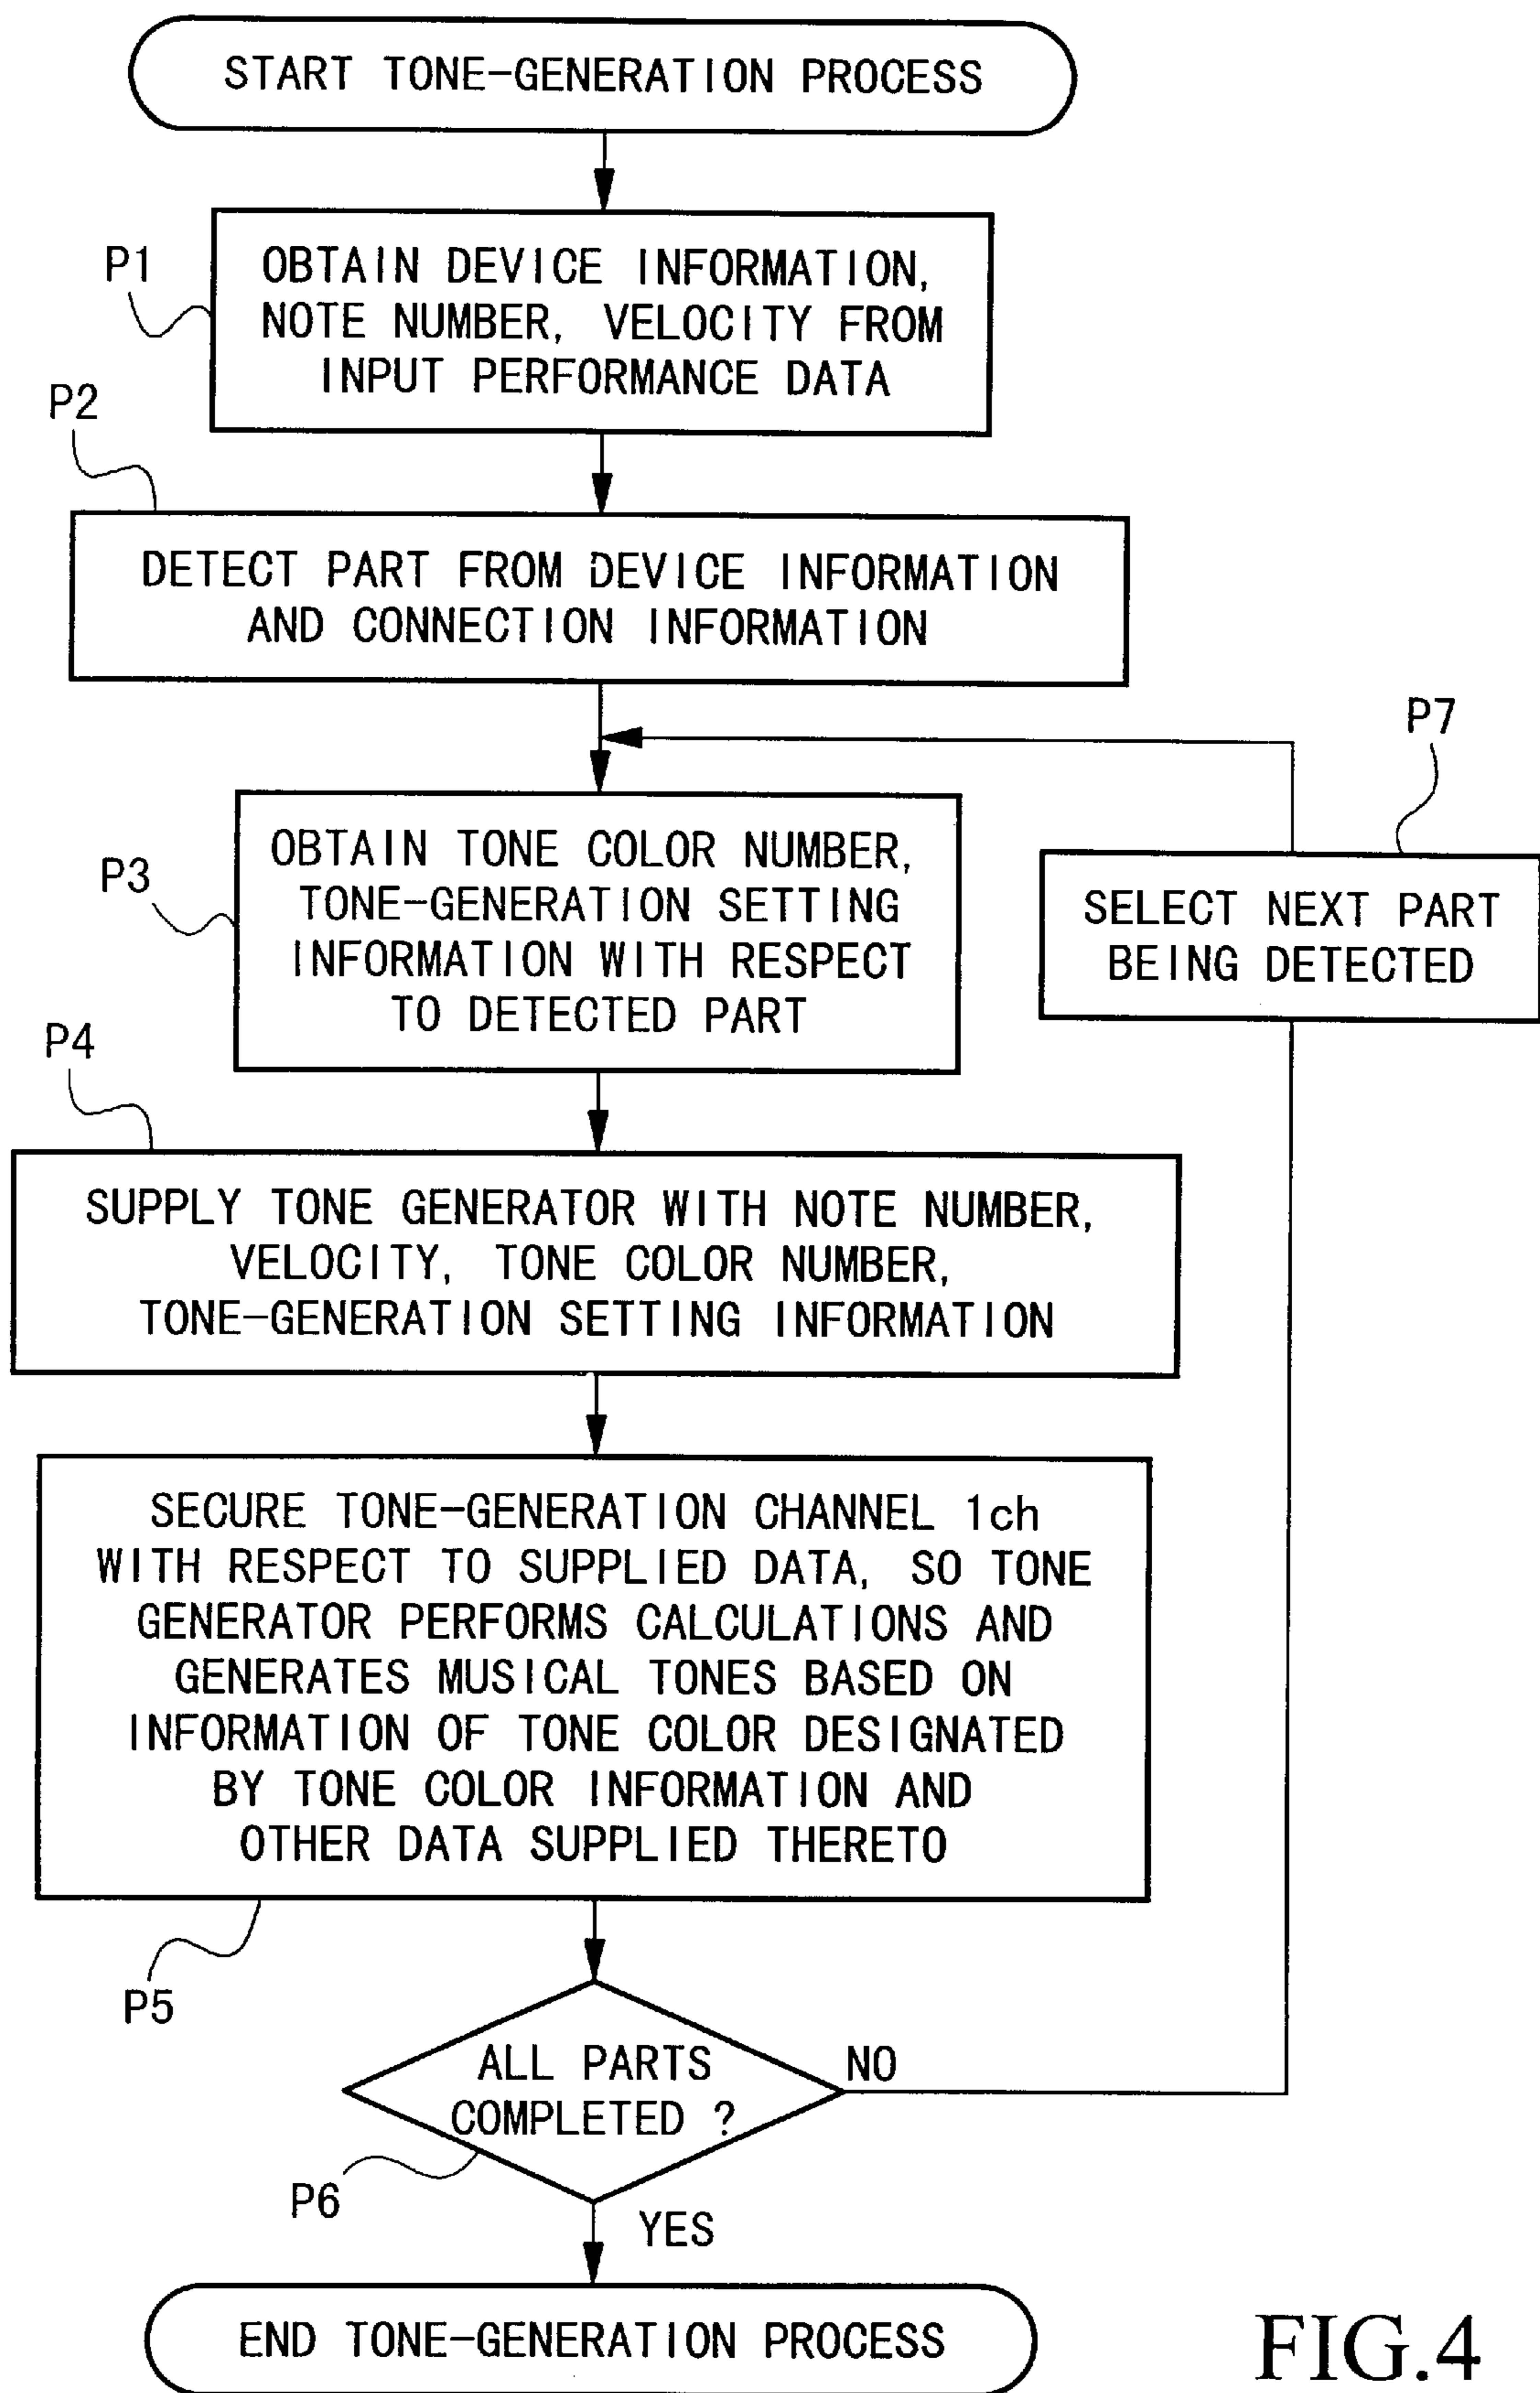 START TONE-GENERATION PROCESS
P1
OBTAIN DEVICE INFORMATION,
NOTE NUMBER, VELOCITY FROM
INPUT PERFORMANCE DATA
P2
DETECT PART FROM DEVICE INFORMATION
AND CONNECTION INFORMATION
P7
SELECT NEXT PART
BEING DETECTED
P3
OBTAIN TONE COLOR NUMBER,
TONE-GENERATION SETTING
INFORMATION WITH RESPECT
TO DETECTED PART
P4
SUPPLY TONE GENERATOR WITH NOTE NUMBER,
VELOCITY, TONE COLOR NUMBER,
TONE-GENERATION SETTING INFORMATION
SECURE TONE-GENERATION CHANNEL 1ch
WITH RESPECT TO SUPPLIED DATA, SO TONE
GENERATOR PERFORMS CALCULATIONS AND
GENERATES MUSICAL TONES BASED ON
INFORMATION OF TONE COLOR DESIGNATED
BY TONE COLOR INFORMATION AND
OTHER DATA SUPPLIED THERETO
P5
ALL PARTS
COMPLETED ?
NO
P6
YES
END TONE-GENERATION PROCESS
FIG.4